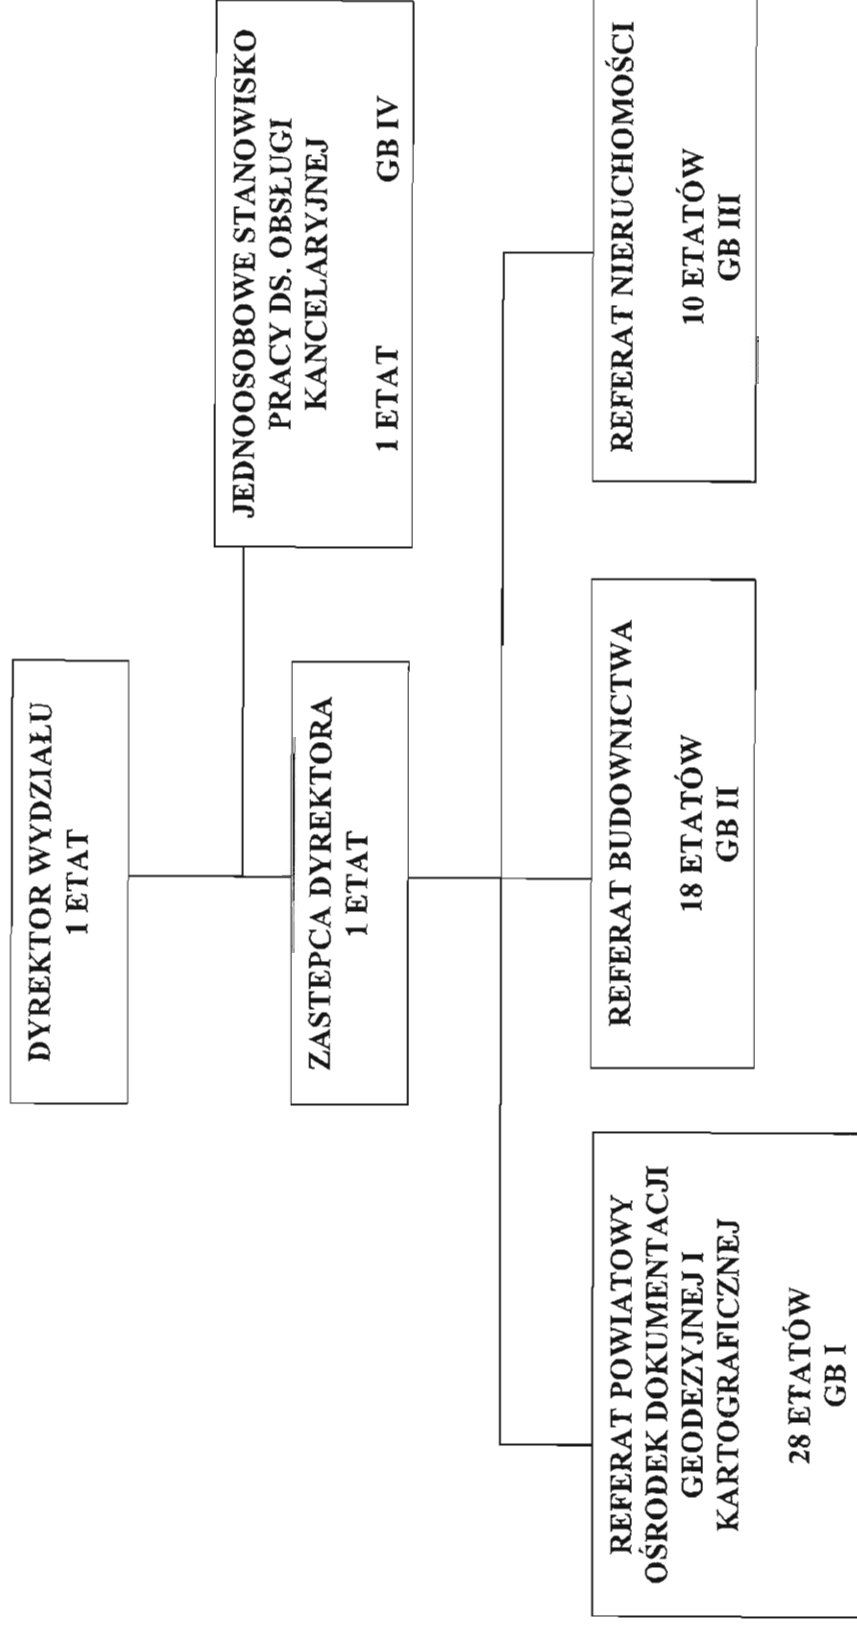 DYREKTOR WYDZIAŁU
1 ETAT
JEDNOOSOBOWE STANOWISKO
PRACY DS. OBSŁUGI
KANCELARYJNEJ
1 ETAT GB IV
ZASTEPCA DYREKTORA
1 ETAT
REFERAT POWIATOWY
OŚRODEK DOKUMENTACJI
GEODEZYJNEJ I
KARTOGRAFICZNEJ
28 ETATÓW
GB I
REFERAT BUDOWNICTWA
18 ETATÓW
GB II
REFERAT NIERUCHOMOŚCI
10 ETATÓW
GB III